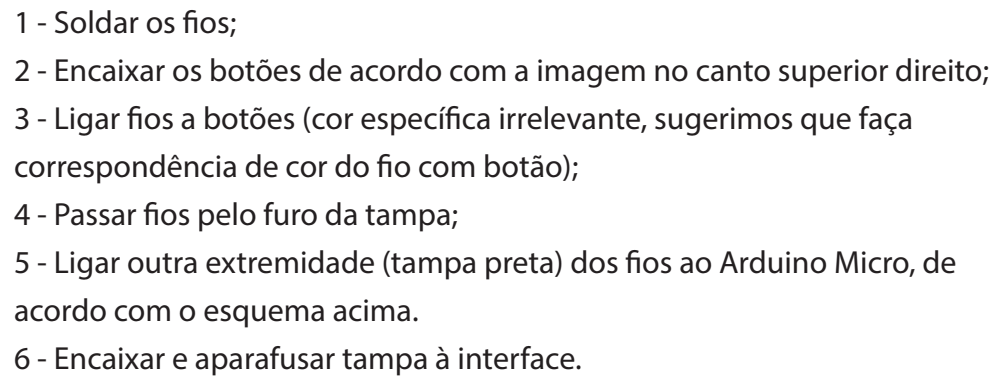 1 - Soldar os fios;
2 - Encaixar os botões de acordo com a imagem no canto superior direito;
3 - Ligar fios a botões (cor específica irrelevante, sugerimos que faça
correspondência de cor do fio com botão);
4 - Passar fios pelo furo da tampa;
5 - Ligar outra extremidade (tampa preta) dos fios ao Arduino Micro, de
acordo com o esquema acima.
6 - Encaixar e aparafusar tampa à interface.